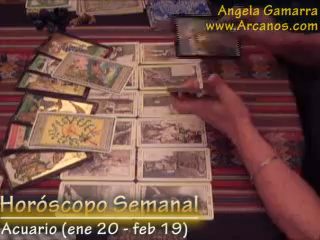 Angela Gamarra
www.Arcanos.com
Horóscopo Semanal
Acuario (ene 20 - feb 19)